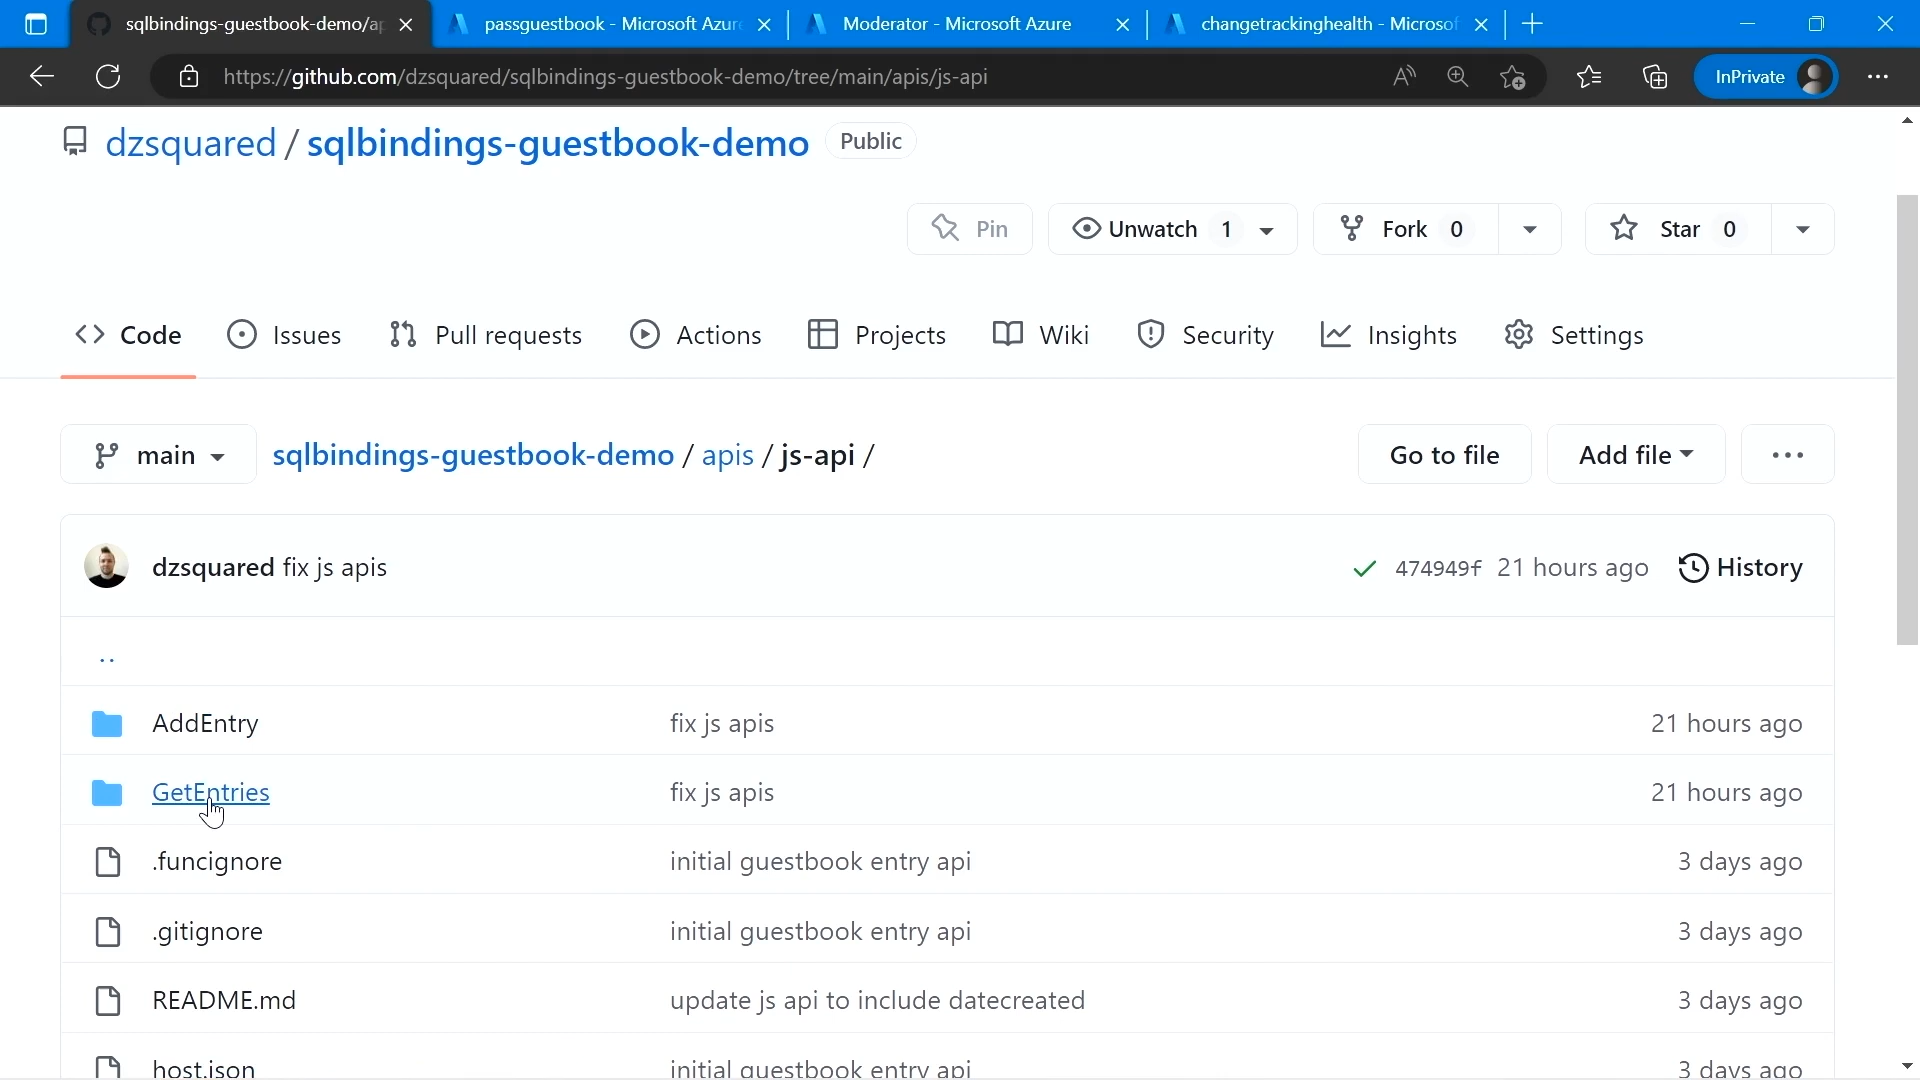 sqlbindings-guestbook-demo/ap
passguestbook - Microsoft Azure
Moderator - Microsoft Azure
changetrackinghealth - Microsof
https://github.com/dzsquared/sqlbindings-guestbook-demo/tree/main/apis/js-api
InPrivate
dzsquared / sqlbindings-guestbook-demo Public
Pin
Unwatch 1
Fork 0
Star 0
Code
Issues
Pull requests
Actions
Projects
Wiki
Security
Insights
Settings
main
sqlbindings-guestbook-demo / apis / js-api /
Go to file
Add file
...
dzsquared fix js apis
474949f 21 hours ago
History
..
AddEntry fix js apis 21 hours ago
GetEntries fix js apis 21 hours ago
.funcignore initial guestbook entry api 3 days ago
.gitignore initial guestbook entry api 3 days ago
README.md update js api to include datecreated 3 days ago
host.json initial guestbook entry api 3 days ago